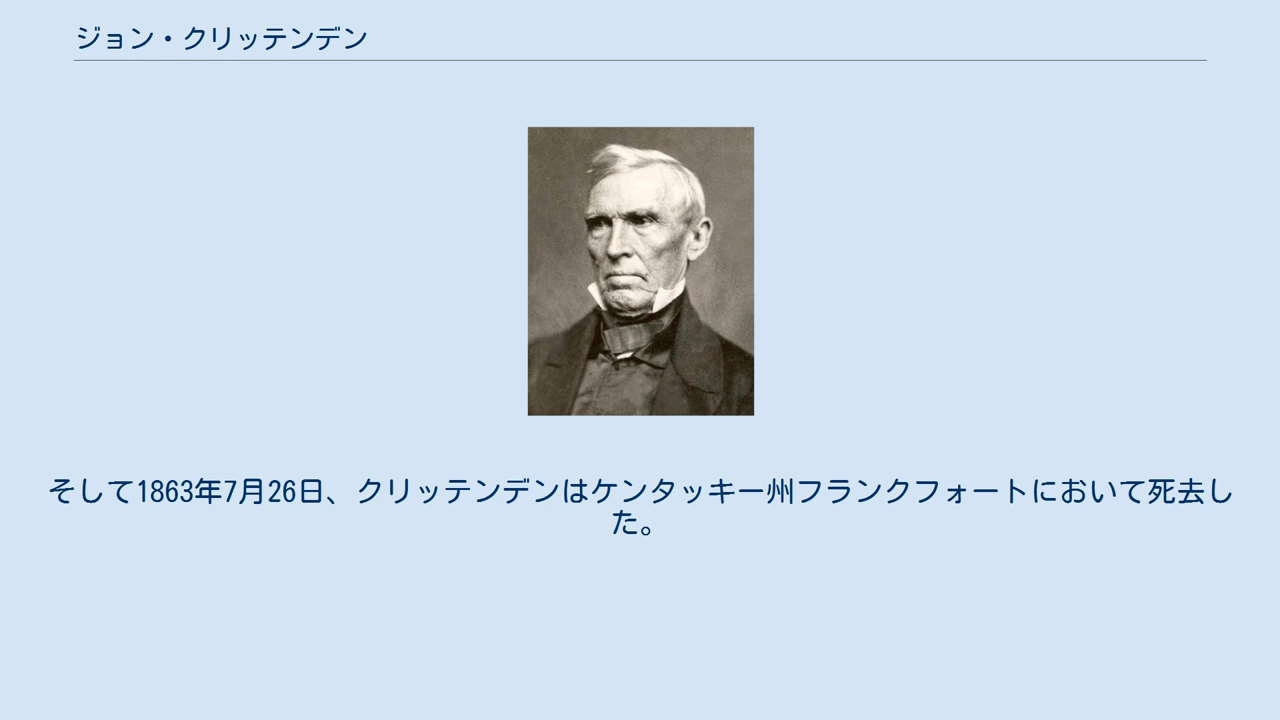 ジョン・クリッテンデン
そして1863年7月26日、クリッテンデンはケンタッキー州フランクフォートにおいて死去し
た。